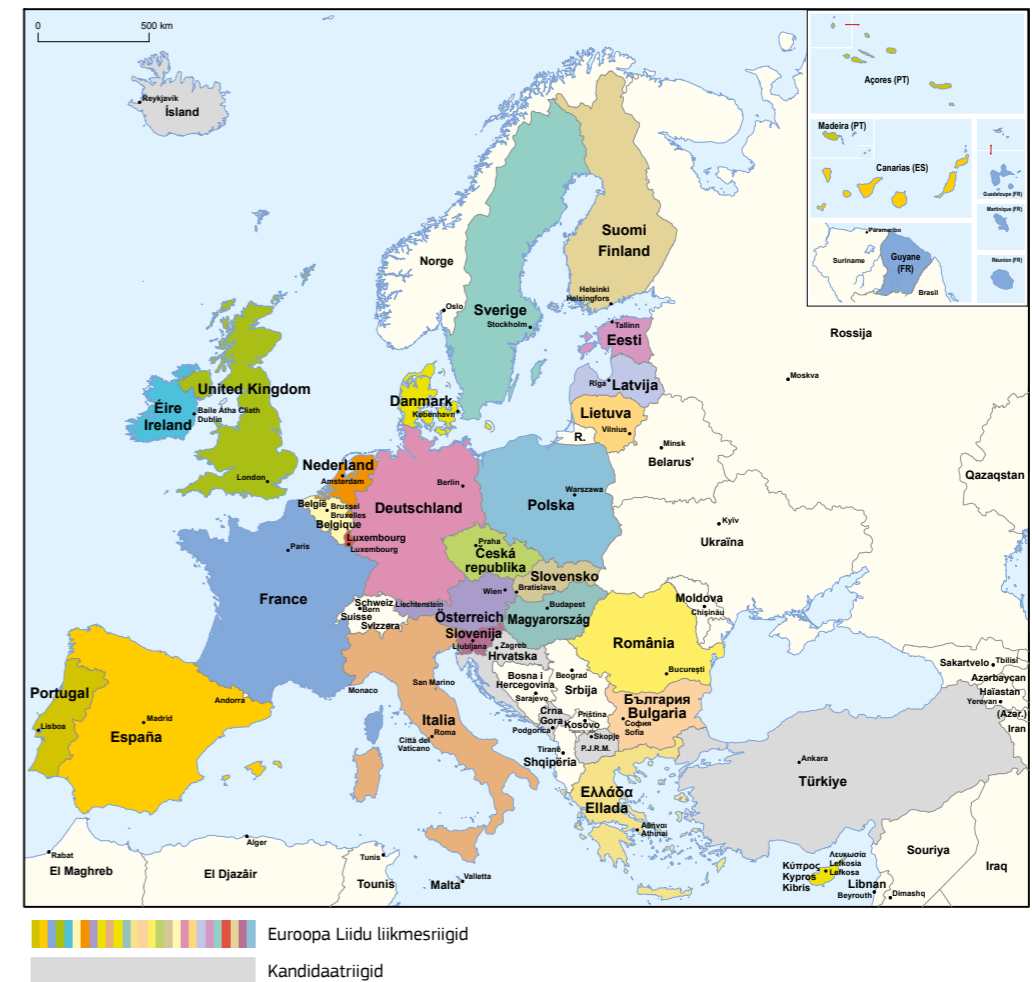 0 500 km
Reykjavík
Ísland
Açores (PT)
Madeira (PT)
Canarias (ES)
Guadeloupe (FR)
Martinique (FR)
Réunion (FR)
Paramaribo
Suriname
Guyane
(FR)
Brasil
Norge
Oslo
Suomi
Finland
Helsinki
Helsingfors
Sverige
Stockholm
Tallinn
Eesti
Rīga
Latvija
Lietuva
Vilnius
R.
Rossija
Moskva
Minsk
Belarus'
Qazaqstan
United Kingdom
London
Éire
Ireland
Baile Átha Cliath
Dublin
Danmark
København
Nederland
Amsterdam
België
Brussel
Bruxelles
Belgique
Luxembourg
Luxembourg
Berlin
Deutschland
Warszawa
Polska
Kyïv
Ukraïna
Praha
Česká
republika
Slovensko
Bratislava
Paris
France
Schweiz
Bern
Suisse
Svizzera
Liechtenstein
Wien
Österreich
Budapest
Magyarország
Slovenija
Ljubljana
Zagreb
Hrvatska
Moldova
Chişinău
România
Bucureşti
Bosna i
Hercegovina
Sarajevo
Beograd
Srbija
Crna
Gora
Podgorica
Priština
Kosovo
България
Bulgaria
София
Sofia
Skopje
P.J.R.M.
Tiranë
Shqipëria
Portugal
Lisboa
Madrid
España
Andorra
Monaco
San Marino
Italia
Roma
Città del
Vaticano
Ελλάδα
Ellada
Αθήναι
Athinai
Ankara
Türkiye
Sakartvelo
Tbilisi
Azərbaycan
Haïastan
Yerevan
(Azer.)
Iran
Κύπρος
Kypros
Kibris
Λευκωσία
Lefkosia
Lefkosa
Souriya
Iraq
Libnan
Beyrouth
Dimashq
Rabat
El Maghreb
Alger
El Djazâir
Tunis
Tounis
Malta
Valletta
Euroopa Liidu liikmesriigid
Kandidaatriigid